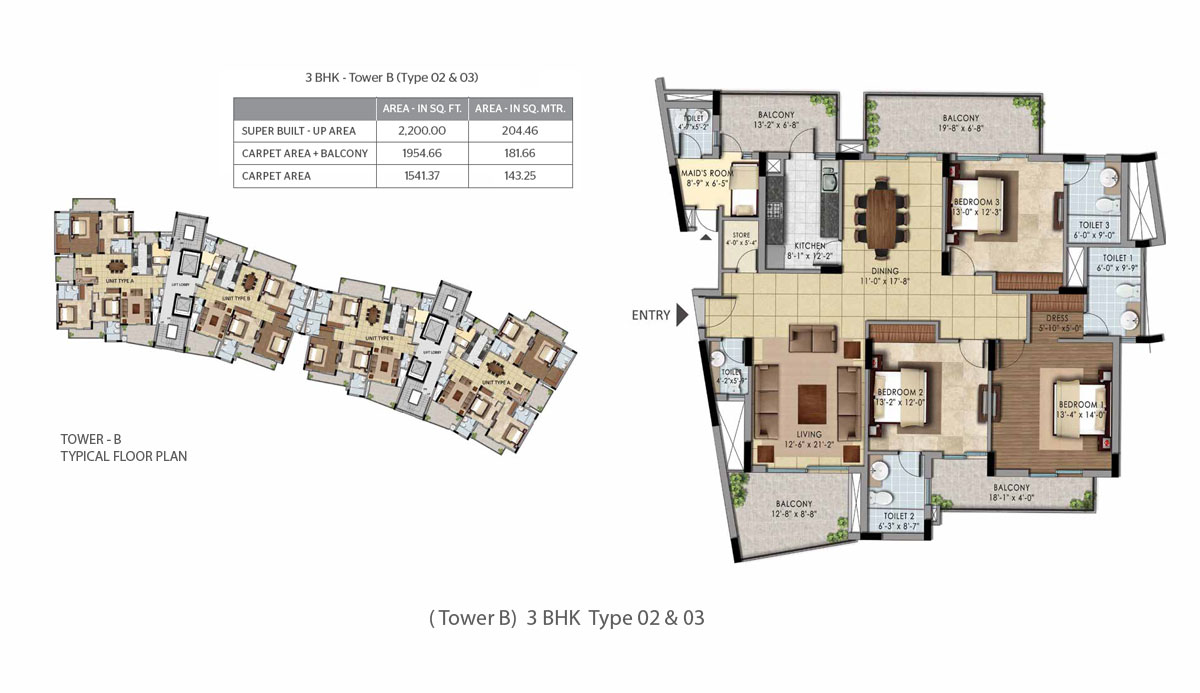 3 BHK - Tower B (Type 02 & 03)
AREA - IN SQ. FT. AREA - IN SQ. MTR.
SUPER BUILT - UP AREA 2,200.00 204.46
CARPET AREA + BALCONY 1954.66 181.66
CARPET AREA 1541.37 143.25
UNIT TYPE A
LIFT LOBBY
UNIT TYPE B
UNIT TYPE B
LIFT LOBBY
UNIT TYPE A
TOWER - B
TYPICAL FLOOR PLAN
TOILET
4'-7"x5'-2"
BALCONY
13'-2" x 6'-8"
BALCONY
19'-8" x 6'-8"
MAID'S ROOM
8'-9" x 6'-5"
STORE
4'-0" x 5'-4"
KITCHEN
8'-1" x 12'-2"
DINING
11'-0" x 17'-8"
BEDROOM 3
13'-0" x 12'-3"
TOILET 3
6'-0" x 9'-0"
TOILET 1
6'-0" x 9'-9"
ENTRY
DRESS
5'-10" x5'-0"
TOILET
4'-2"x5'-9"
LIVING
12'-6" x 21'-2"
BEDROOM 2
13'-2" x 12'-0"
BEDROOM 1
13'-4" x 14'-0"
BALCONY
12'-8" x 8'-8"
TOILET 2
6'-3" x 8'-7"
BALCONY
18'-1" x 4'-0"
( Tower B) 3 BHK Type 02 & 03